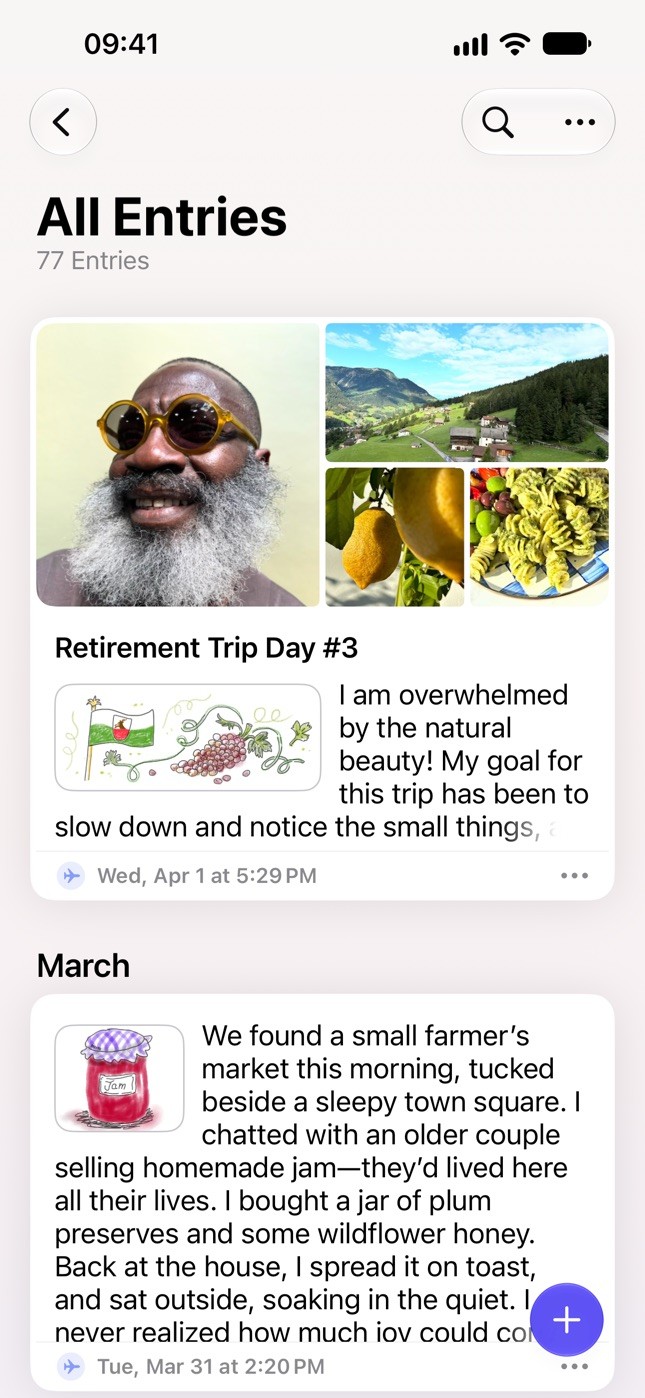 09:41
All Entries
77 Entries
Retirement Trip Day #3
I am overwhelmed
by the natural
beauty! My goal for
this trip has been to
slow down and notice the small things,
Wed, Apr 1 at 5:29 PM
March
Jam
We found a small farmer’s
market this morning, tucked
beside a sleepy town square. I
chatted with an older couple
selling homemade jam—they’d lived here
all their lives. I bought a jar of plum
preserves and some wildflower honey.
Back at the house, I spread it on toast,
and sat outside, soaking in the quiet. I
never realized how much joy could
Tue, Mar 31 at 2:20 PM